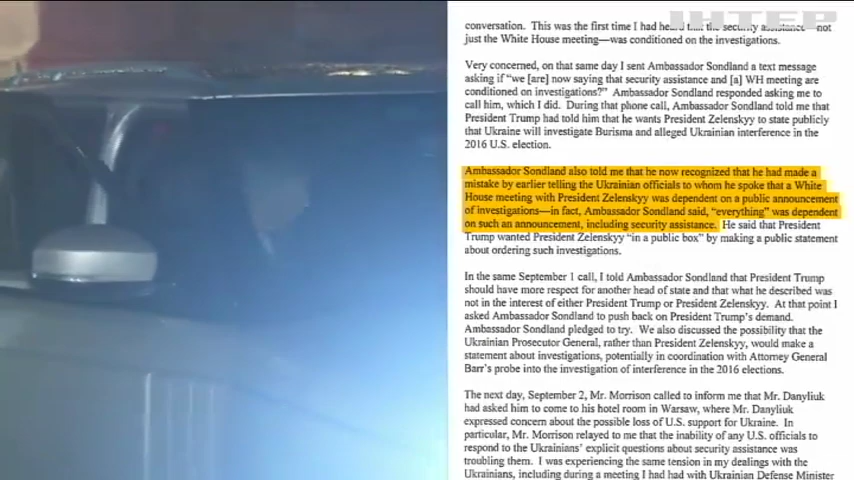 ІНТЕР
conversation. This was the first time I had heard that the security assistance—not
just the White House meeting—was conditioned on the investigations.
Very concerned, on that same day I sent Ambassador Sondland a text message
asking if “we [are] now saying that security assistance and [a] WH meeting are
conditioned on investigations?” Ambassador Sondland responded asking me to
call him, which I did. During that phone call, Ambassador Sondland told me that
President Trump had told him that he wants President Zelenskyy to state publicly
that Ukraine will investigate Burisma and alleged Ukrainian interference in the
2016 U.S. election.
Ambassador Sondland also told me that he now recognized that he had made a
mistake by earlier telling the Ukrainian officials to whom he spoke that a White
House meeting with President Zelenskyy was dependent on a public announcement
of investigations—in fact, Ambassador Sondland said, “everything” was dependent
on such an announcement, including security assistance. He said that President
Trump wanted President Zelenskyy “in a public box” by making a public statement
about ordering such investigations.
In the same September 1 call, I told Ambassador Sondland that President Trump
should have more respect for another head of state and that what he described was
not in the interest of either President Trump or President Zelenskyy. At that point I
asked Ambassador Sondland to push back on President Trump’s demand.
Ambassador Sondland pledged to try. We also discussed the possibility that the
Ukrainian Prosecutor General, rather than President Zelenskyy, would make a
statement about investigations, potentially in coordination with Attorney General
Barr’s probe into the investigation of interference in the 2016 elections.
The next day, September 2, Mr. Morrison called to inform me that Mr. Danyliuk
had asked him to come to his hotel room in Warsaw, where Mr. Danyliuk
expressed concern about the possible loss of U.S. support for Ukraine. In
particular, Mr. Morrison relayed to me that the inability of any U.S. officials to
respond to the Ukrainians’ explicit questions about security assistance was
troubling them. I was experiencing the same tension in my dealings with the
Ukrainians, including during a meeting I had had with Ukrainian Defense Minister